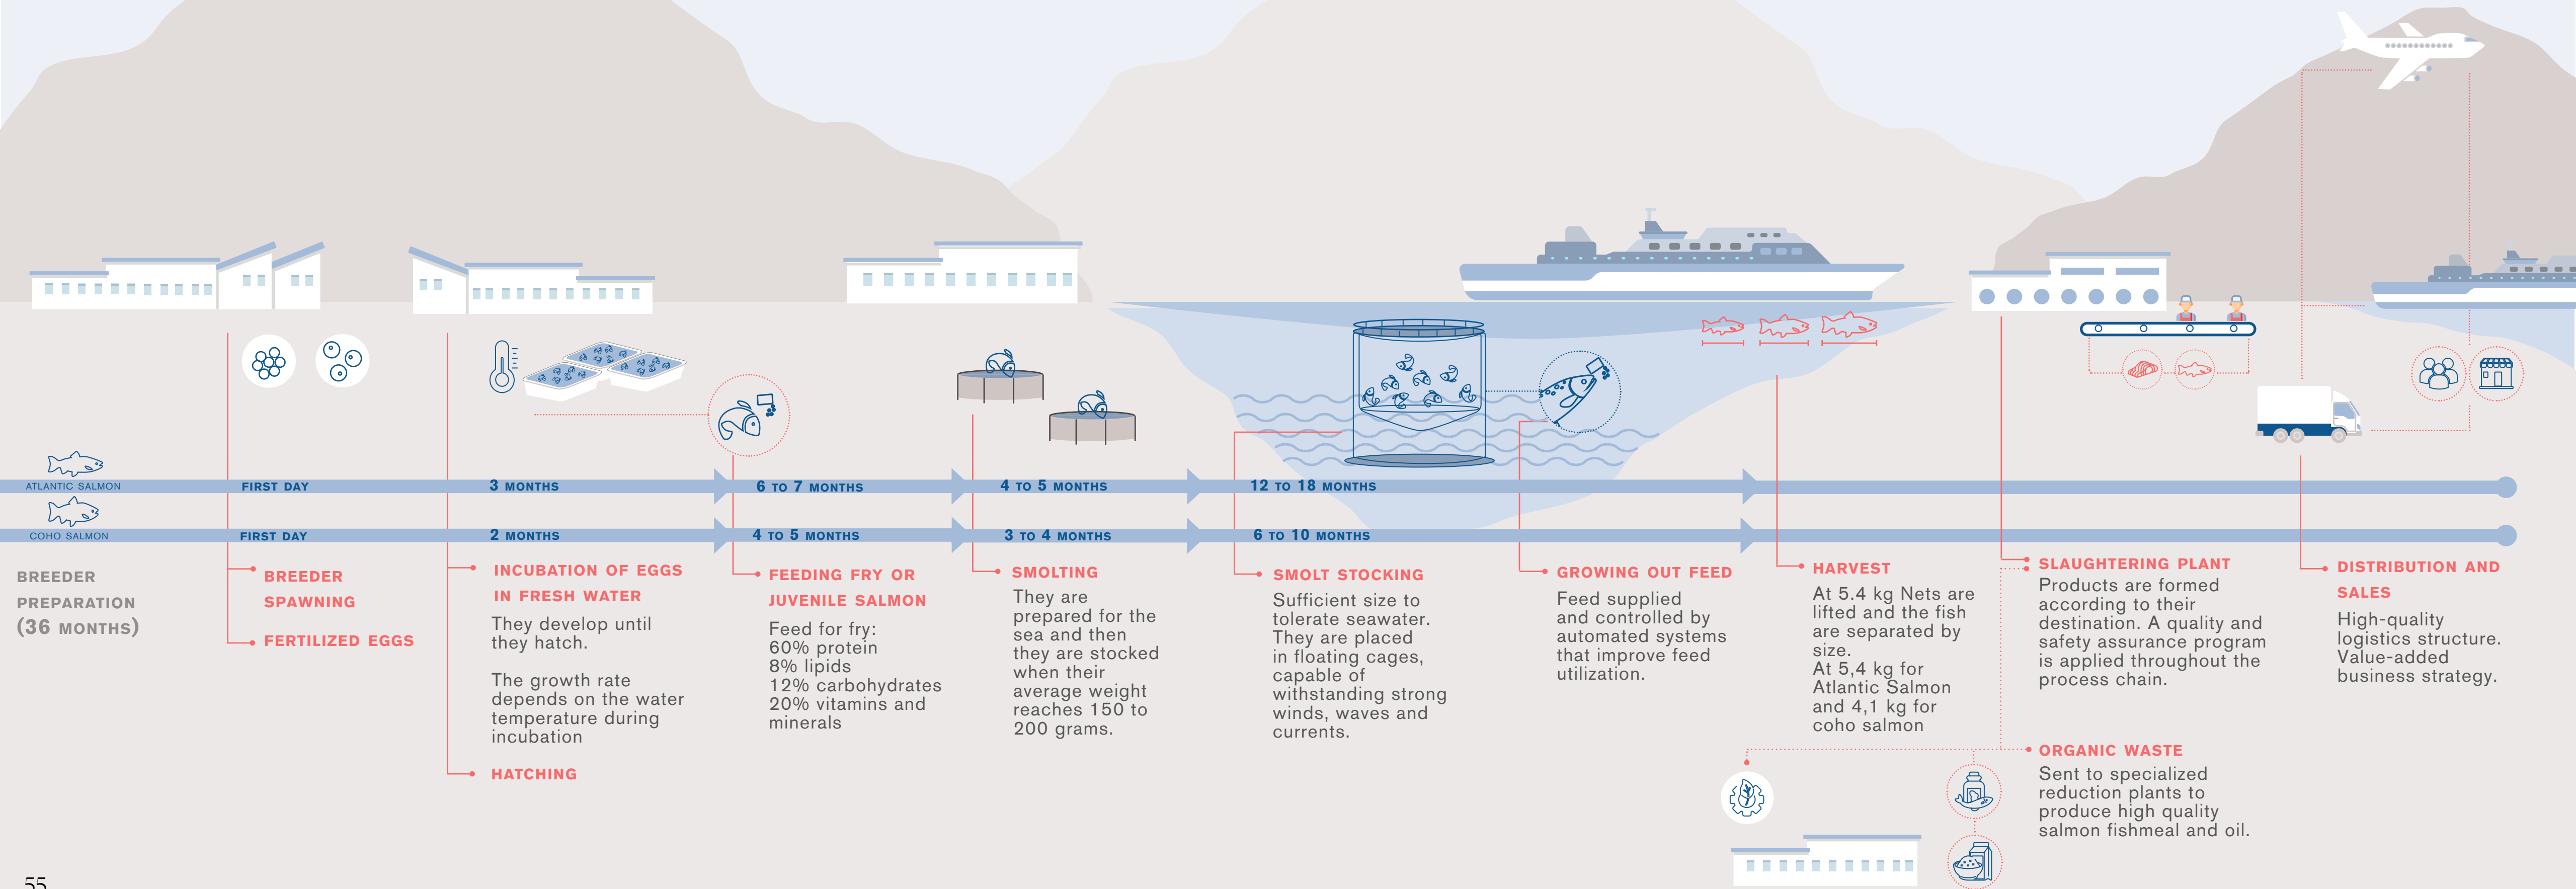 ATLANTIC SALMON
FIRST DAY
3 MONTHS
6 TO 7 MONTHS
4 TO 5 MONTHS
12 TO 18 MONTHS
COHO SALMON
FIRST DAY
2 MONTHS
4 TO 5 MONTHS
3 TO 4 MONTHS
6 TO 10 MONTHS
BREEDER
PREPARATION
(36 MONTHS)
BREEDER
SPAWNING
FERTILIZED EGGS
INCUBATION OF EGGS
IN FRESH WATER
They develop until
they hatch.
The growth rate
depends on the water
temperature during
incubation
HATCHING
FEEDING FRY OR
JUVENILE SALMON
Feed for fry:
60% protein
8% lipids
12% carbohydrates
20% vitamins and
minerals
SMOLTING
They are
prepared for the
sea and then
they are stocked
when their
average weight
reaches 150 to
200 grams.
SMOLT STOCKING
Sufficient size to
tolerate seawater.
They are placed
in floating cages,
capable of
withstanding strong
winds, waves and
currents.
GROWING OUT FEED
Feed supplied
and controlled by
automated systems
that improve feed
utilization.
HARVEST
At 5.4 kg Nets are
lifted and the fish
are separated by
size.
At 5,4 kg for
Atlantic Salmon
and 4,1 kg for
coho salmon
SLAUGHTERING PLANT
Products are formed
according to their
destination. A quality and
safety assurance program
is applied throughout the
process chain.
ORGANIC WASTE
Sent to specialized
reduction plants to
produce high quality
salmon fishmeal and oil.
DISTRIBUTION AND
SALES
High-quality
logistics structure.
Value-added
business strategy.
55